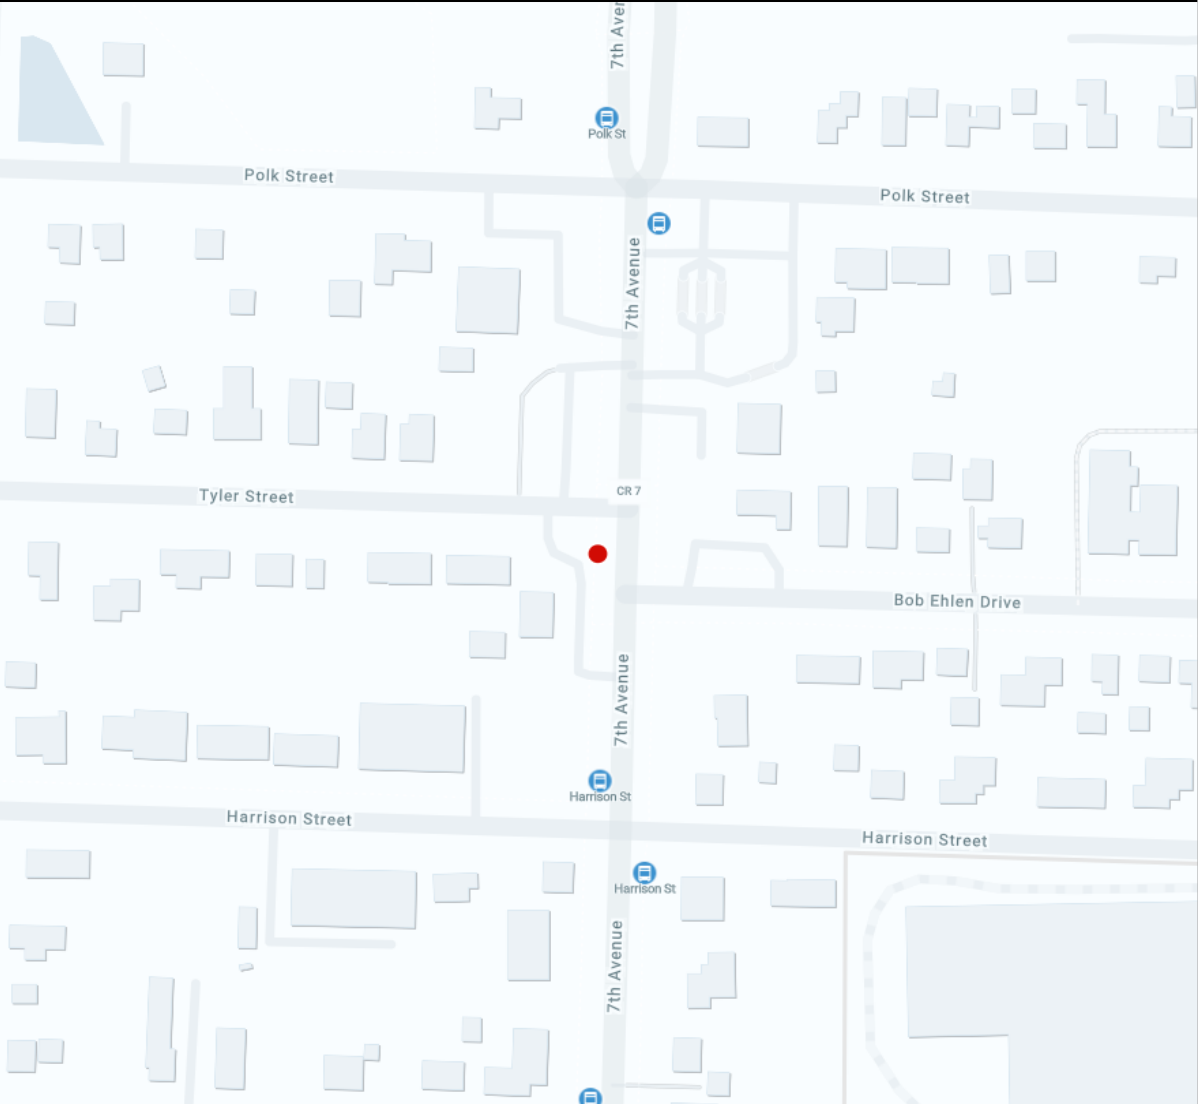 7th Aven
Polk St
Polk Street
Polk Street
7th Avenue
CR 7
Tyler Street
Bob Ehlen Drive
7th Avenue
Harrison St
Harrison Street
Harrison Street
Harrison St
7th Avenue